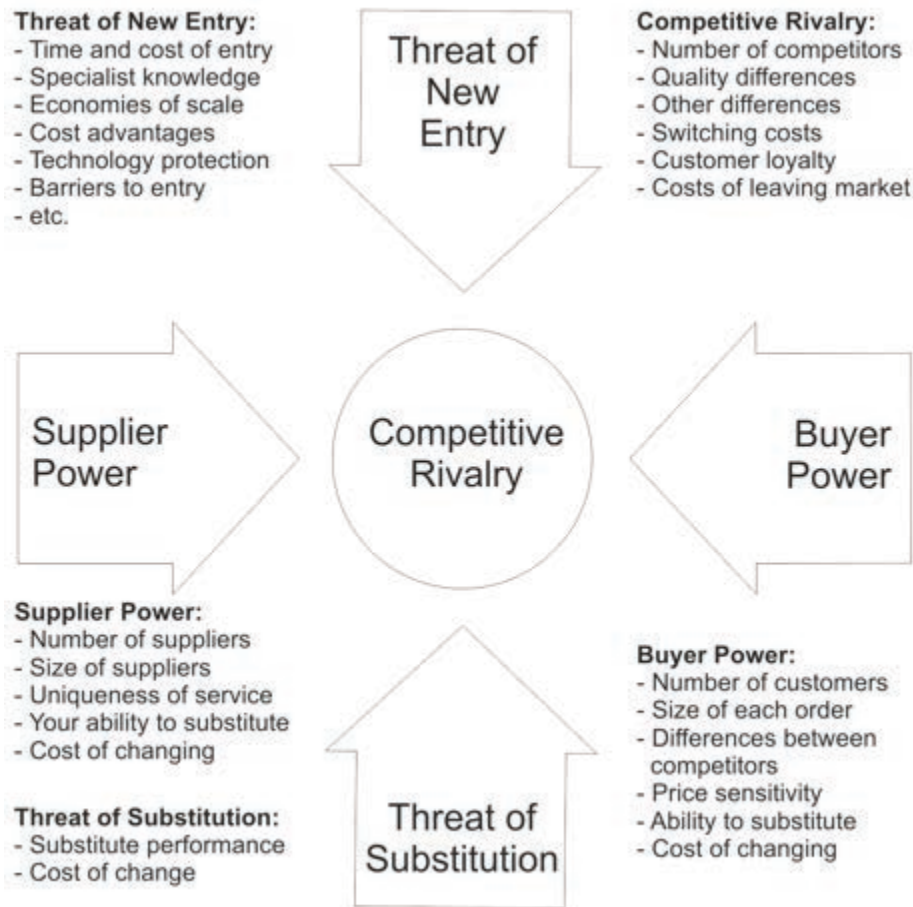 Threat of New Entry:
- Time and cost of entry
- Specialist knowledge
- Economies of scale
- Cost advantages
- Technology protection
- Barriers to entry
- etc.
Threat of
New
Entry
Competitive Rivalry:
- Number of competitors
- Quality differences
- Other differences
- Switching costs
- Customer loyalty
- Costs of leaving market
Supplier
Power
Competitive
Rivalry
Buyer
Power
Supplier Power:
- Number of suppliers
- Size of suppliers
- Uniqueness of service
- Your ability to substitute
- Cost of changing
Threat of Substitution:
- Substitute performance
- Cost of change
Threat of
Substitution
Buyer Power:
- Number of customers
- Size of each order
- Differences between
competitors
- Price sensitivity
- Ability to substitute
- Cost of changing